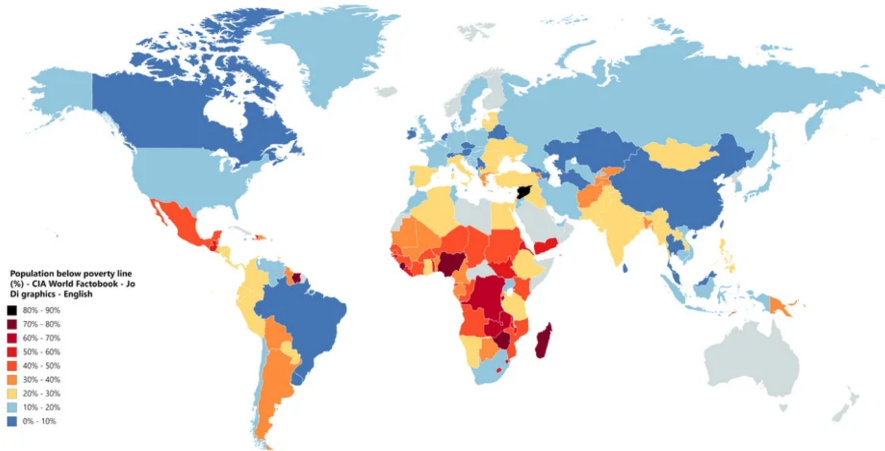 Population below poverty line
(%) - CIA World Factobook - Jo
Di graphics - English
80% - 90%
70% - 80%
60% - 70%
50% - 60%
40% - 50%
30% - 40%
20% - 30%
10% - 20%
0% - 10%